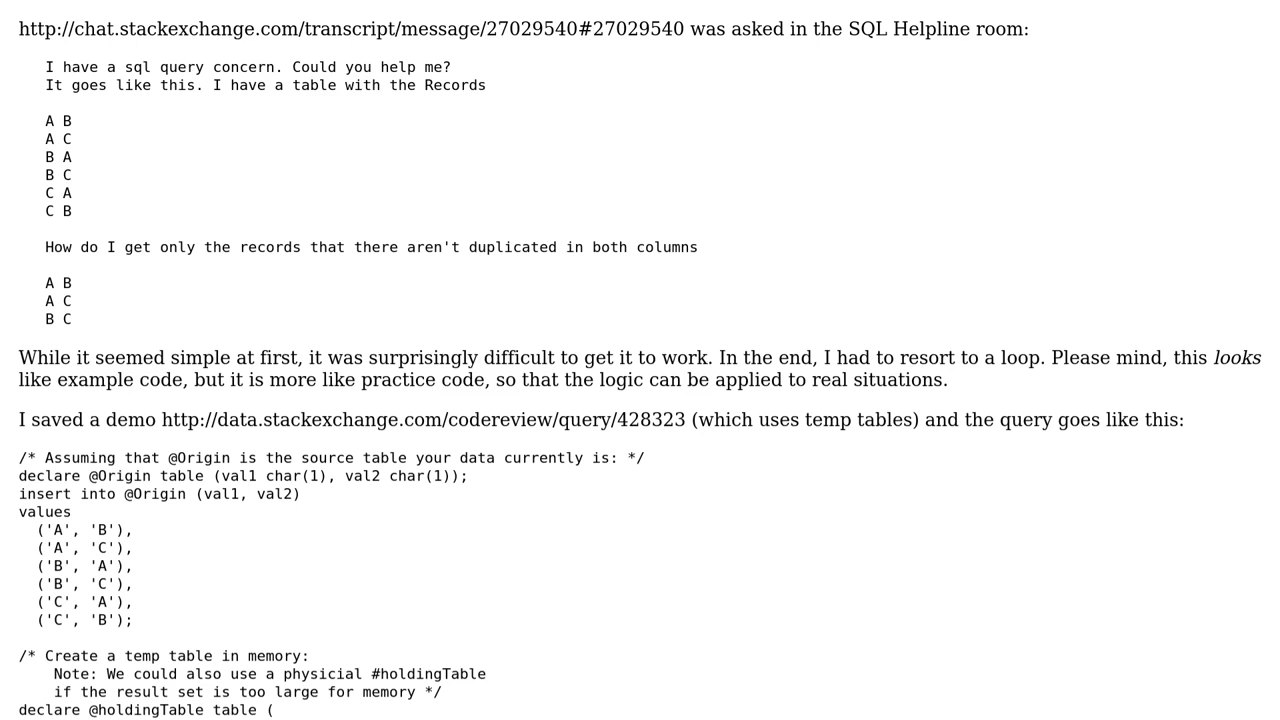 http://chat.stackexchange.com/transcript/message/27029540#27029540 was asked in the SQL Helpline room:
I have a sql query concern. Could you help me?
It goes like this. I have a table with the Records
A B
A C
B A
B C
C A
C B
How do I get only the records that there aren't duplicated in both columns
A B
A C
B C
While it seemed simple at first, it was surprisingly difficult to get it to work. In the end, I had to resort to a loop. Please mind, this looks
like example code, but it is more like practice code, so that the logic can be applied to real situations.
I saved a demo http://data.stackexchange.com/codereview/query/428323 (which uses temp tables) and the query goes like this:
/* Assuming that @Origin is the source table your data currently is: */
declare @Origin table (val1 char(1), val2 char(1));
insert into @Origin (val1, val2)
values
  ('A', 'B'),
  ('A', 'C'),
  ('B', 'A'),
  ('B', 'C'),
  ('C', 'A'),
  ('C', 'B');
/* Create a temp table in memory:
    Note: We could also use a physicial #holdingTable
    if the result set is too large for memory */
declare @holdingTable table (